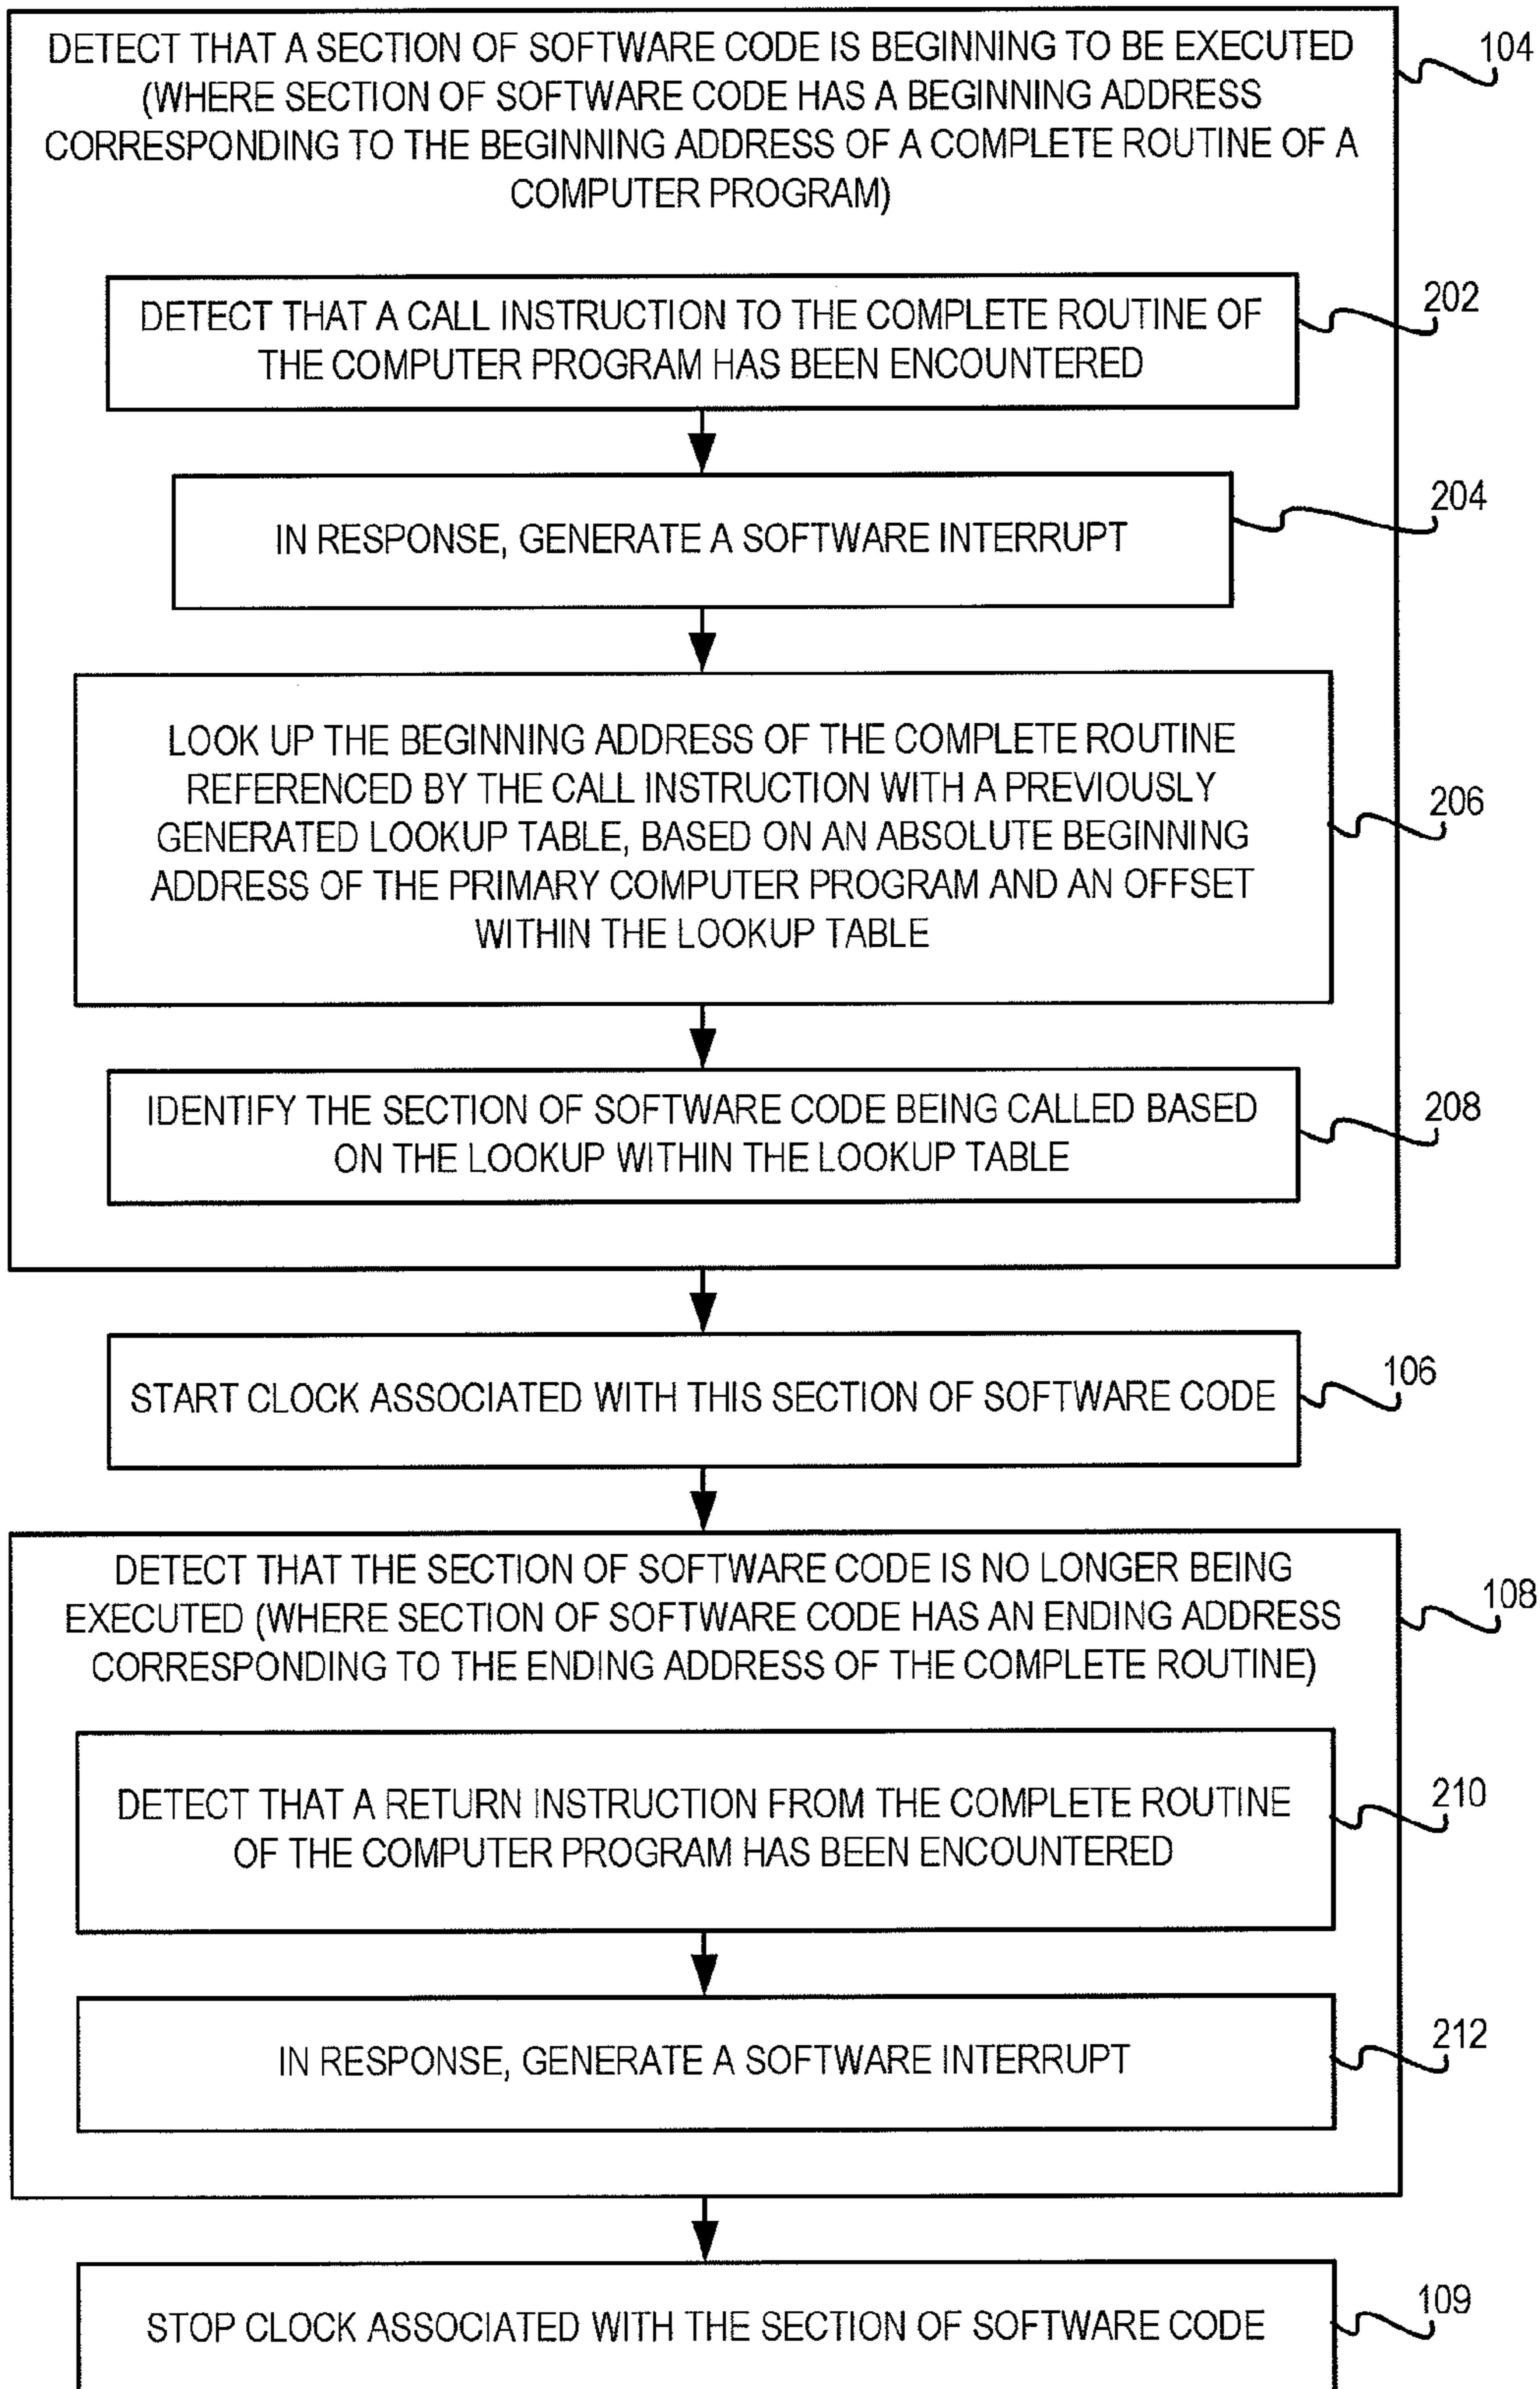 DETECT THAT A SECTION OF SOFTWARE CODE IS BEGINNING TO BE EXECUTED
(WHERE SECTION OF SOFTWARE CODE HAS A BEGINNING ADDRESS
CORRESPONDING TO THE BEGINNING ADDRESS OF A COMPLETE ROUTINE OF A
COMPUTER PROGRAM)
104
DETECT THAT A CALL INSTRUCTION TO THE COMPLETE ROUTINE OF
THE COMPUTER PROGRAM HAS BEEN ENCOUNTERED
202
IN RESPONSE, GENERATE A SOFTWARE INTERRUPT
204
LOOK UP THE BEGINNING ADDRESS OF THE COMPLETE ROUTINE
REFERENCED BY THE CALL INSTRUCTION WITH A PREVIOUSLY
GENERATED LOOKUP TABLE, BASED ON AN ABSOLUTE BEGINNING
ADDRESS OF THE PRIMARY COMPUTER PROGRAM AND AN OFFSET
WITHIN THE LOOKUP TABLE
206
IDENTIFY THE SECTION OF SOFTWARE CODE BEING CALLED BASED
ON THE LOOKUP WITHIN THE LOOKUP TABLE
208
START CLOCK ASSOCIATED WITH THIS SECTION OF SOFTWARE CODE
106
DETECT THAT THE SECTION OF SOFTWARE CODE IS NO LONGER BEING
EXECUTED (WHERE SECTION OF SOFTWARE CODE HAS AN ENDING ADDRESS
CORRESPONDING TO THE ENDING ADDRESS OF THE COMPLETE ROUTINE)
108
DETECT THAT A RETURN INSTRUCTION FROM THE COMPLETE ROUTINE
OF THE COMPUTER PROGRAM HAS BEEN ENCOUNTERED
210
IN RESPONSE, GENERATE A SOFTWARE INTERRUPT
212
STOP CLOCK ASSOCIATED WITH THE SECTION OF SOFTWARE CODE
109